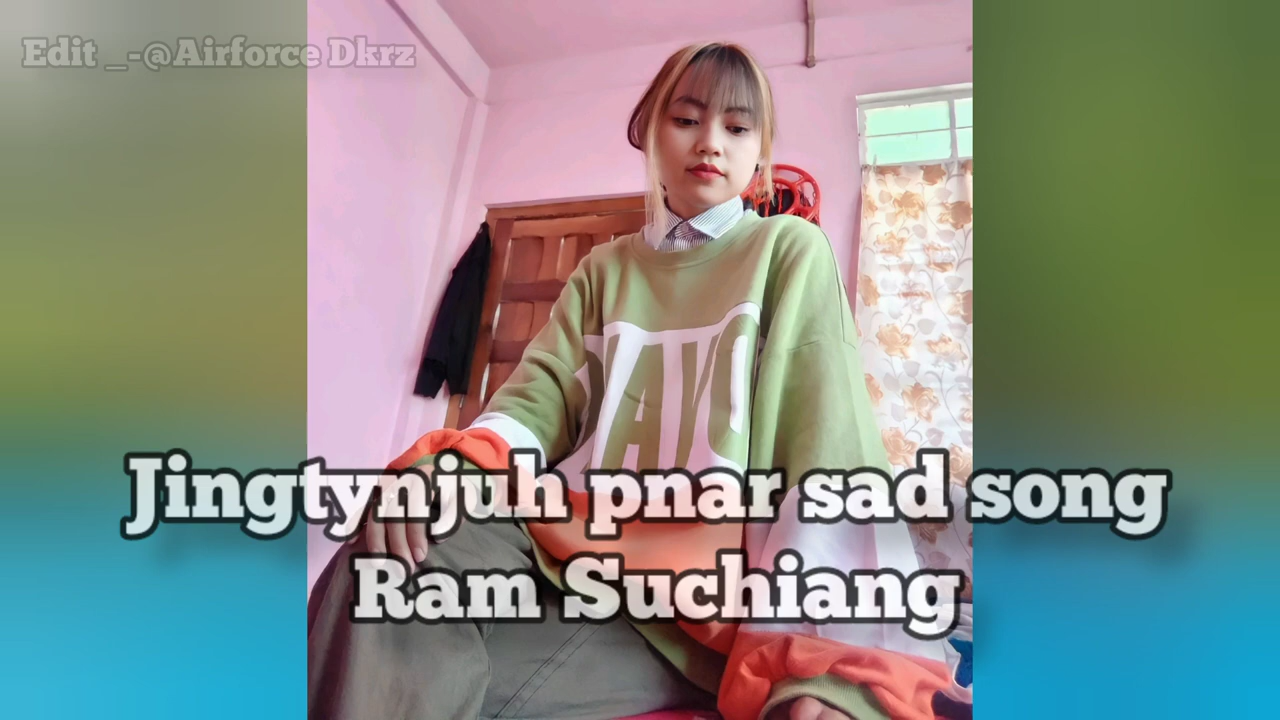 Edit _-@Airforce Dkrz
Jingtynjuh pnar sad song
Ram Suchiang